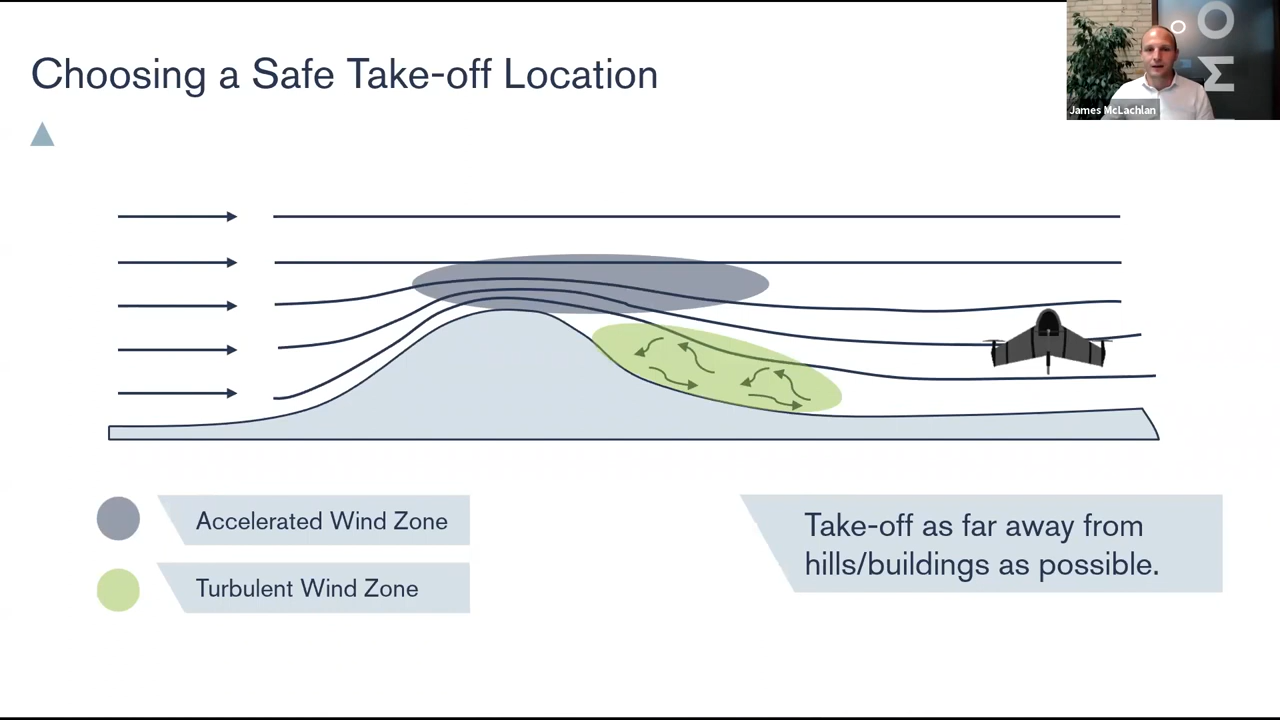 Choosing a Safe Take-off Location
James McLachlan
Accelerated Wind Zone
Turbulent Wind Zone
Take-off as far away from
hills/buildings as possible.